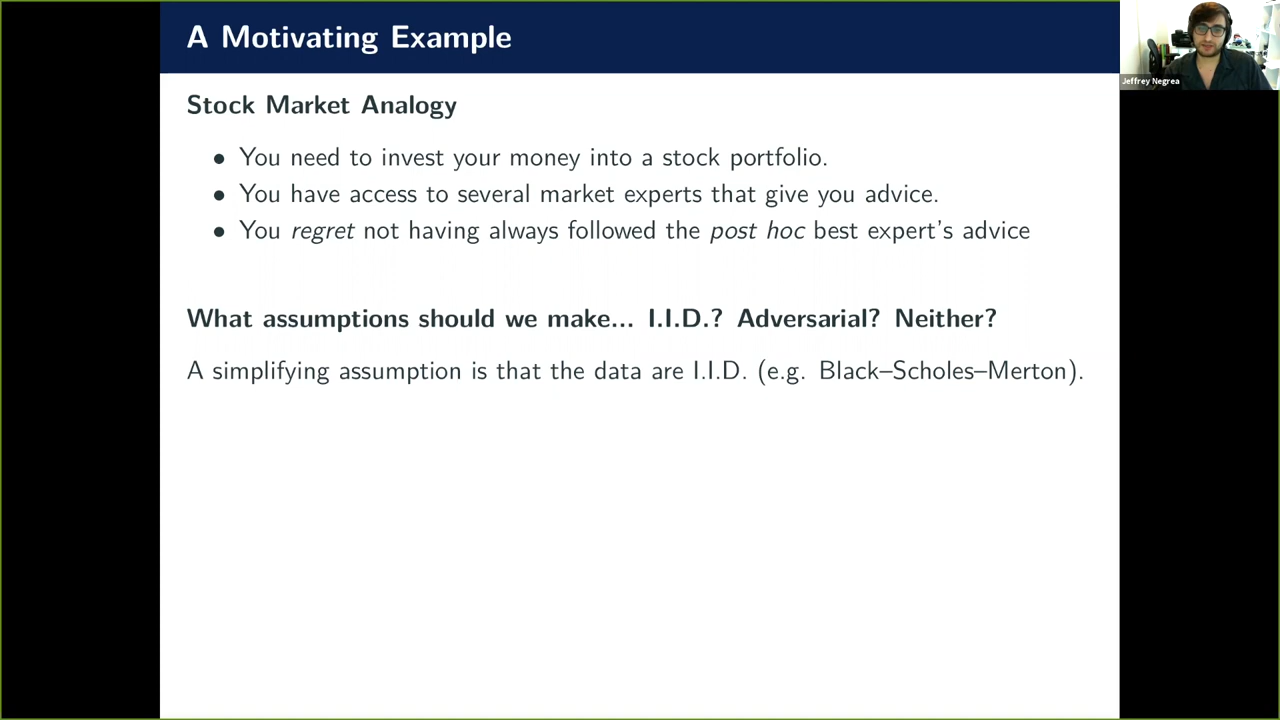 A Motivating Example
Jeffrey Negrea
Stock Market Analogy
• You need to invest your money into a stock portfolio.
• You have access to several market experts that give you advice.
• You regret not having always followed the post hoc best expert's advice
What assumptions should we make... I.I.D.? Adversarial? Neither?
A simplifying assumption is that the data are I.I.D. (e.g. Black–Scholes–Merton).